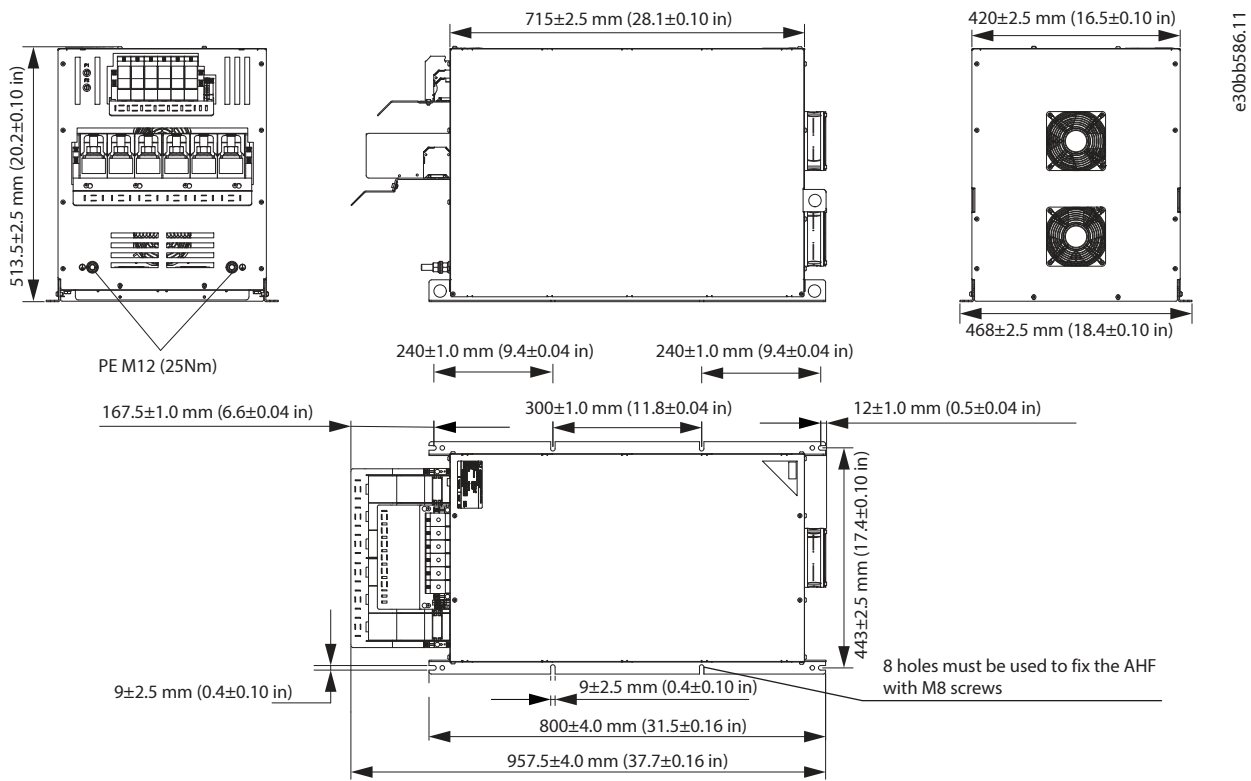 715±2.5 mm (28.1±0.10 in)
420±2.5 mm (16.5±0.10 in)
e30bb586.11
513.5±2.5 mm (20.2±0.10 in)
PE M12 (25Nm)
468±2.5 mm (18.4±0.10 in)
240±1.0 mm (9.4±0.04 in)
240±1.0 mm (9.4±0.04 in)
167.5±1.0 mm (6.6±0.04 in)
300±1.0 mm (11.8±0.04 in)
12±1.0 mm (0.5±0.04 in)
443±2.5 mm (17.4±0.10 in)
8 holes must be used to fix the AHF
with M8 screws
9±2.5 mm (0.4±0.10 in)
9±2.5 mm (0.4±0.10 in)
800±4.0 mm (31.5±0.16 in)
957.5±4.0 mm (37.7±0.16 in)